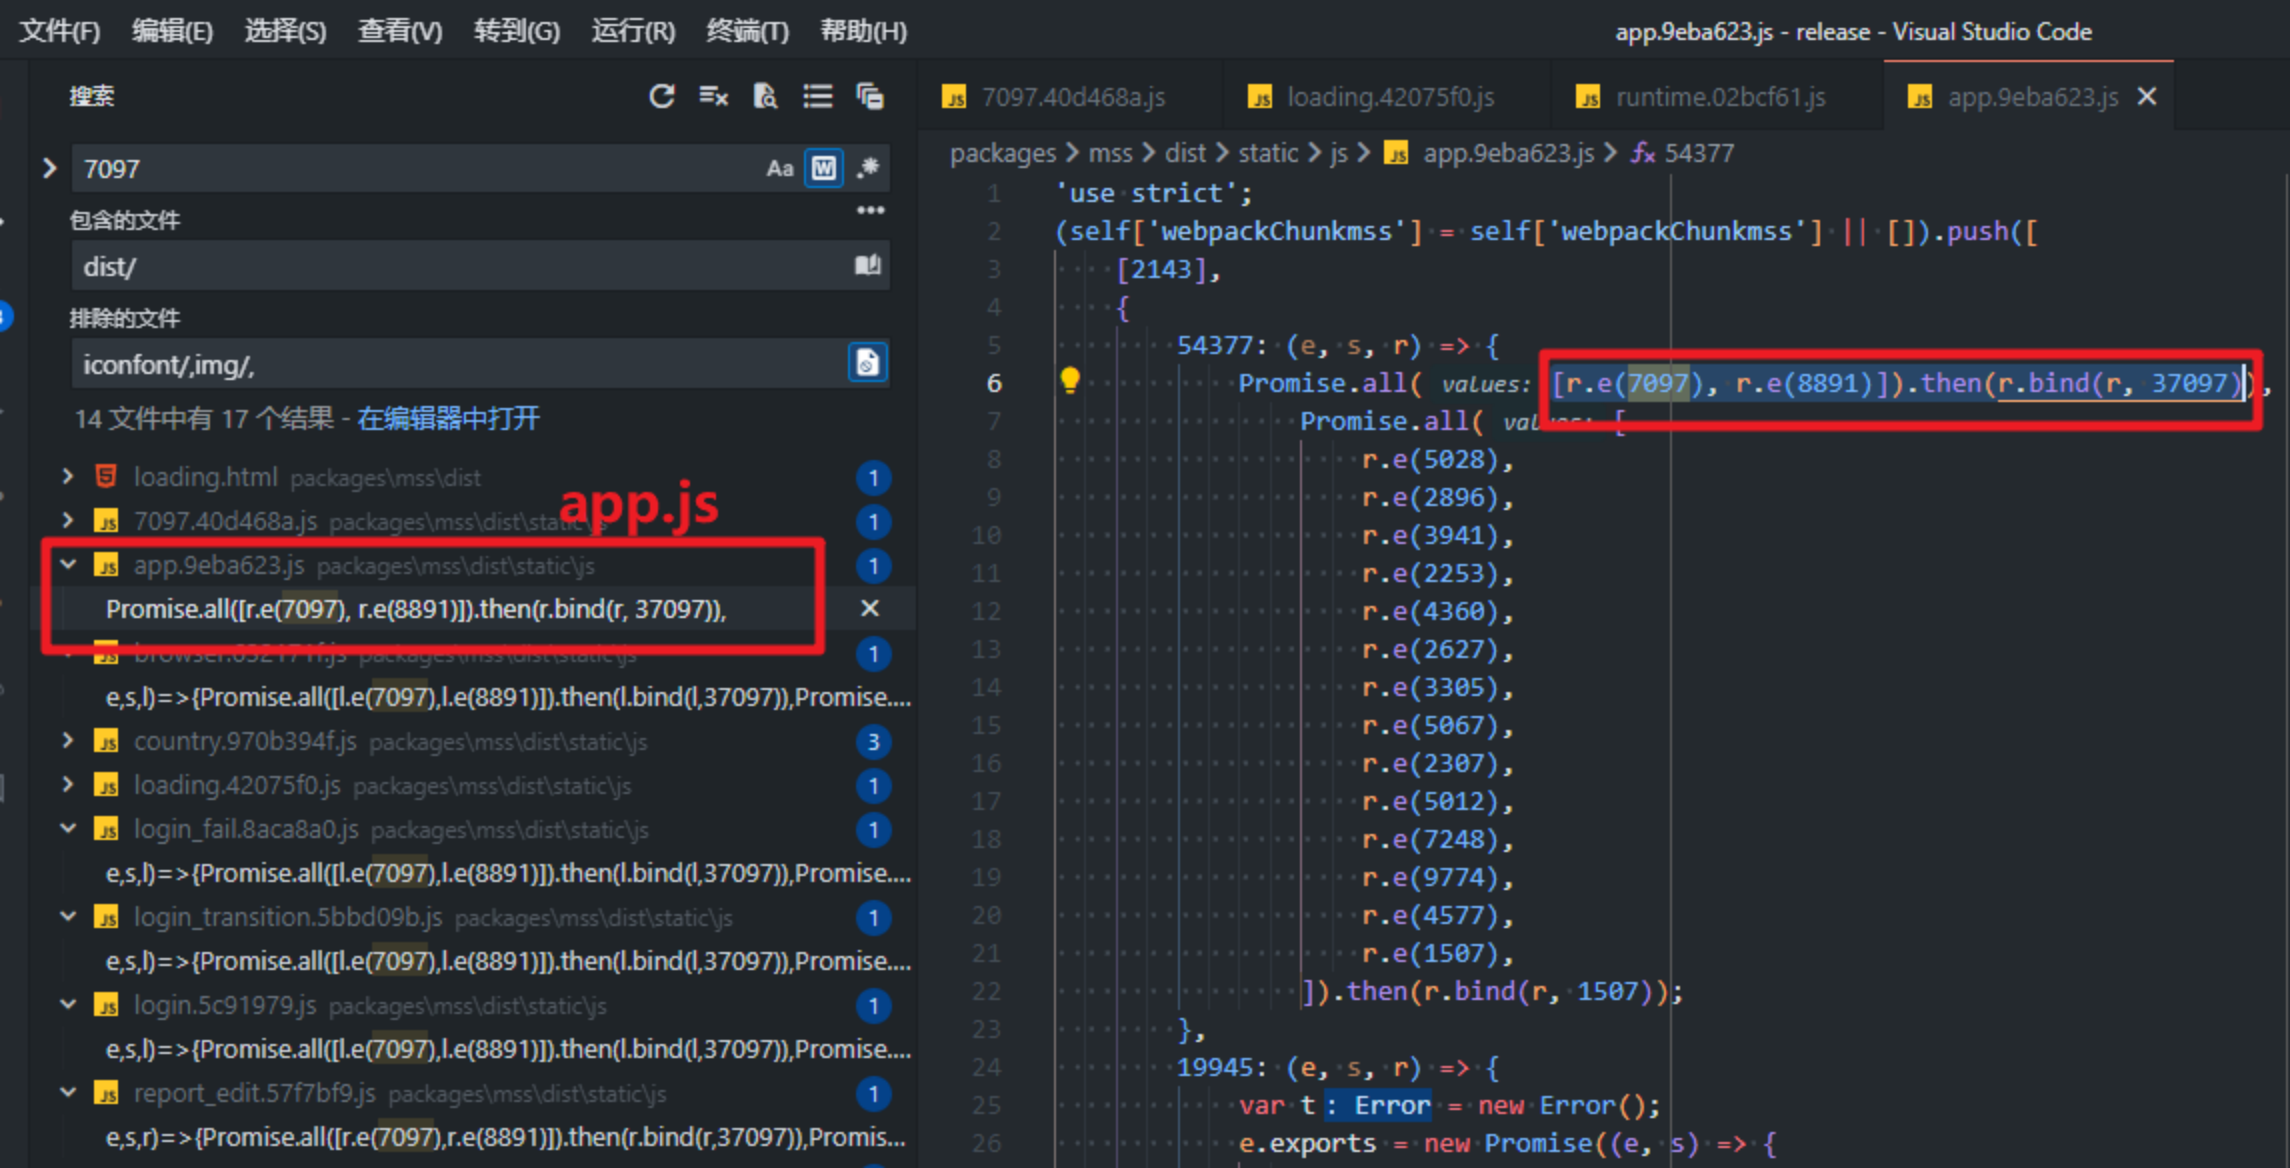 文件(F) 编辑(E) 选择(S) 查看(V) 转到(G) 运行(R) 终端(T) 帮助(H)
app.9eba623.js - release - Visual Studio Code
搜索
7097
Aa
包含的文件
dist/
排除的文件
iconfont/,img/,
14 文件中有 17 个结果 - 在编辑器中打开
loading.html packages\mss\dist 1
app.js
7097.40d468a.js packages\mss\dist\static\js 1
app.9eba623.js packages\mss\dist\static\js 1
Promise.all([r.e(7097), r.e(8891)]).then(r.bind(r, 37097)),
packages\mss\dist\static\js 1
e,s,l)=>{Promise.all([l.e(7097),l.e(8891)]).then(l.bind(l,37097)),Promise....
country.970b394f.js packages\mss\dist\static\js 3
loading.42075f0.js packages\mss\dist\static\js 1
login_fail.8aca8a0.js packages\mss\dist\static\js 1
e,s,l)=>{Promise.all([l.e(7097),l.e(8891)]).then(l.bind(l,37097)),Promise....
login_transition.5bbd09b.js packages\mss\dist\static\js 1
e,s,l)=>{Promise.all([l.e(7097),l.e(8891)]).then(l.bind(l,37097)),Promise....
login.5c91979.js packages\mss\dist\static\js 1
e,s,l)=>{Promise.all([l.e(7097),l.e(8891)]).then(l.bind(l,37097)),Promise....
report_edit.57f7bf9.js packages\mss\dist\static\js 1
e,s,r)=>{Promise.all([r.e(7097),r.e(8891)]).then(r.bind(r,37097)),Promis...
7097.40d468a.js loading.42075f0.js runtime.02bcf61.js app.9eba623.js
packages > mss > dist > static > js > app.9eba623.js > 54377
1 'use strict';
2 (self['webpackChunkmss'] = self['webpackChunkmss'] || []).push([
3 [2143],
4 {
5 54377: (e, s, r) => {
6 Promise.all( values: [r.e(7097), r.e(8891)]).then(r.bind(r, 37097)),
7 Promise.all( values: [
8 r.e(5028),
9 r.e(2896),
10 r.e(3941),
11 r.e(2253),
12 r.e(4360),
13 r.e(2627),
14 r.e(3305),
15 r.e(5067),
16 r.e(2307),
17 r.e(5012),
18 r.e(7248),
19 r.e(9774),
20 r.e(4577),
21 r.e(1507),
22 ]).then(r.bind(r, 1507));
23 },
24 19945: (e, s, r) => {
25 var t: Error = new Error();
26 e.exports = new Promise((e, s) => {